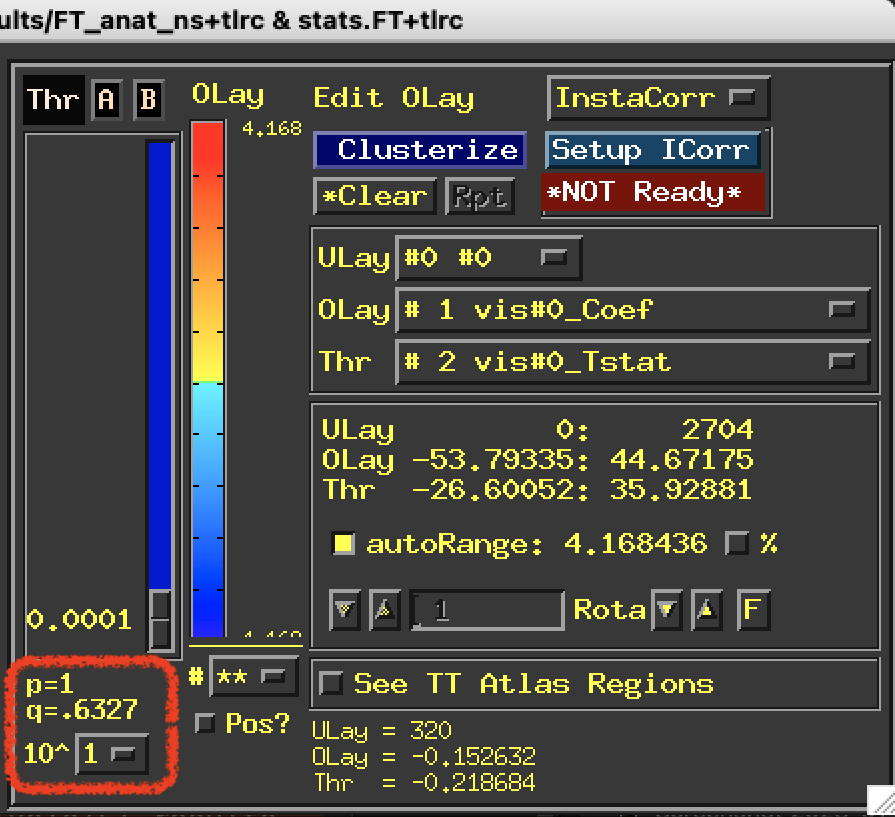 ults/FT_anat_ns+tlrc & stats.FT+tlrc
Thr A B
OLay
4.168
Edit OLay
InstaCorr
Clusterize
Setup ICorr
*Clear
Rpt
*NOT Ready*
ULay #0 #0
OLay # 1 vis#0_Coef
Thr # 2 vis#0_Tstat
ULay 0: 2704
OLay -53.79335: 44.67175
Thr -26.60052: 35.92881
autoRange: 4.168436 %
1 Rota F
0.0001
p=1
q=.6327
10^ 1
# **
Pos?
See TT Atlas Regions
ULay = 320
OLay = -0.152632
Thr = -0.218684